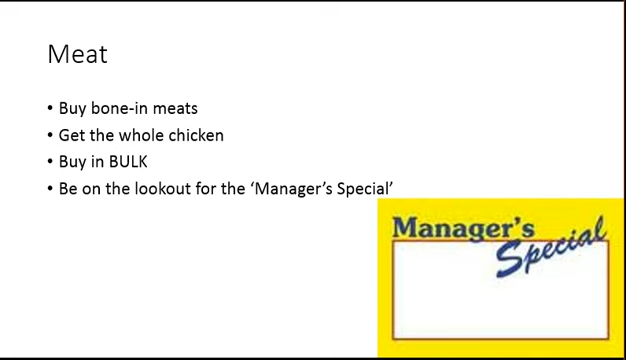 Meat
• Buy bone-in meats
• Get the whole chicken
• Buy in BULK
• Be on the lookout for the ‘Manager’s Special’
Manager's
Special